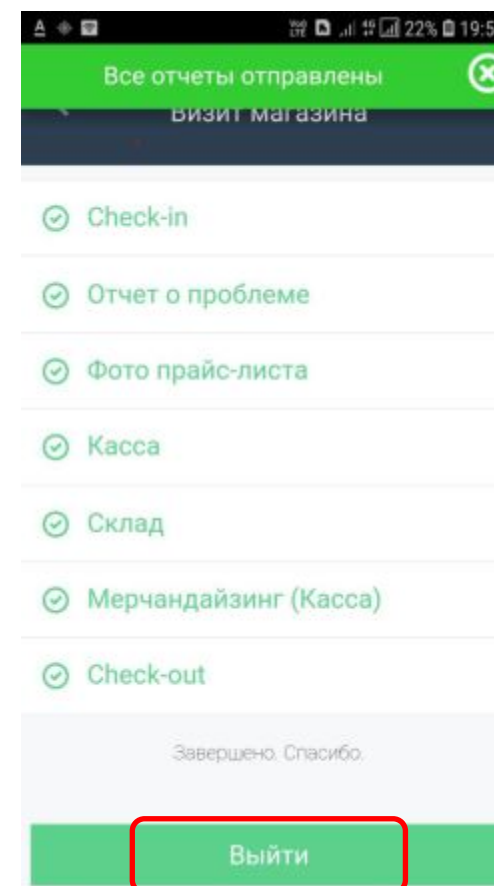 22% 19:5
Все отчеты отправлены
Визит магазина
Check-in
Отчет о проблеме
Фото прайс-листа
Касса
Склад
Мерчандайзинг (Касса)
Check-out
Завершено. Спасибо.
Выйти